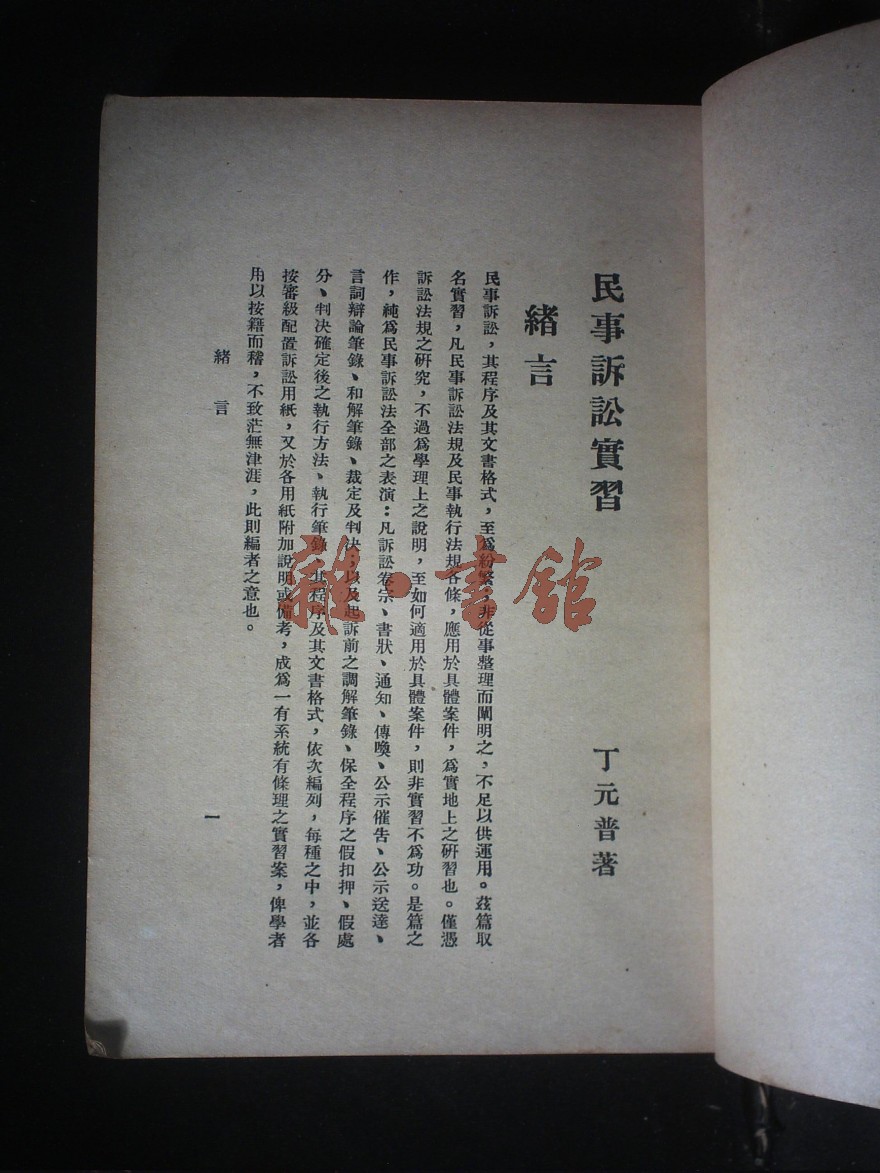 民事訴訟實習
丁元普著
緒言
民事訴訟，其程序及其文書格式，至爲紛繁，非從事整理而闡明之，不足以供運用。茲篇取
名實習，凡民事訴訟法規及民事執行法規各條，應用於具體案件，爲實地上之研習也。僅憑
訴訟法規之研究，不過爲學理上之說明，至如何適用於具體案件，則非實習不爲功。是篇之
作，純爲民事訴訟法全部之表演：凡訴訟卷宗、書狀、通知、傳喚、公示催告、公示送達、
言詞辯論筆錄、和解筆錄、裁定及判決，以及起訴前之調解筆錄、保全程序之假扣押、假處
分、判決確定後之執行方法、執行筆錄，其程序及其文書格式，依次編列，每種之中，並各
按審級配置訴訟用紙，又於各用紙附加說明或備考，成爲一有系統有條理之實習案，俾學者
用以按籍而稽，不致茫無津涯，此則編者之意也。
緒言
一
雜·書館